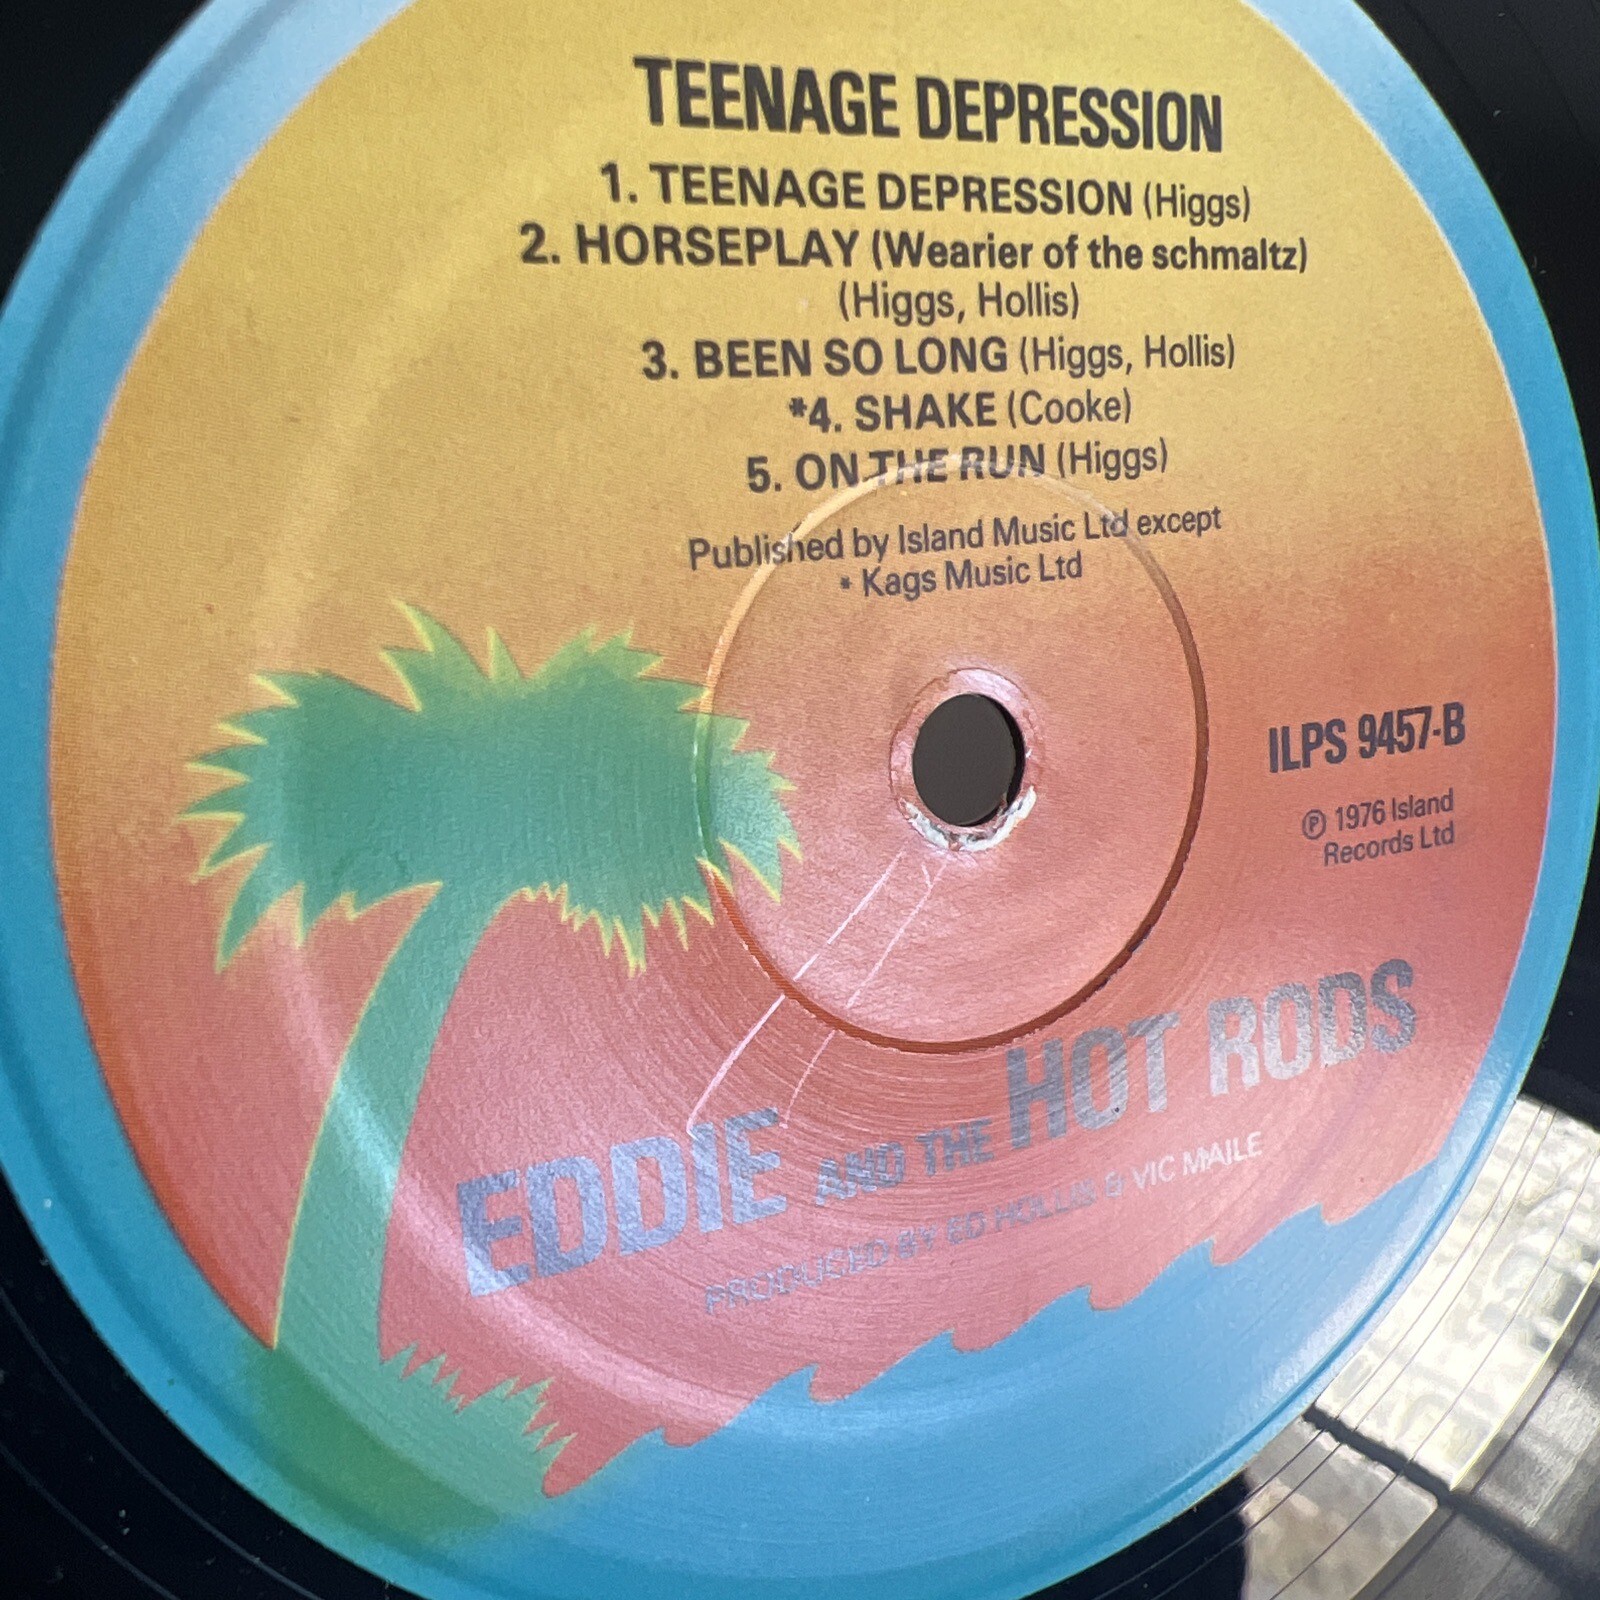 TEENAGE DEPRESSION
1. TEENAGE DEPRESSION (Higgs)
2. HORSEPLAY (Wearier of the schmaltz)
(Higgs, Hollis)
3. BEEN SO LONG (Higgs, Hollis)
*4. SHAKE (Cooke)
5. ON THE RUN (Higgs)
Published by Island Music Ltd except
* Kags Music Ltd
ILPS 9457-B
℗ 1976 Island
Records Ltd
EDDIE AND THE HOT RODS
PRODUCED BY ED HOLLIS & VIC MAILE